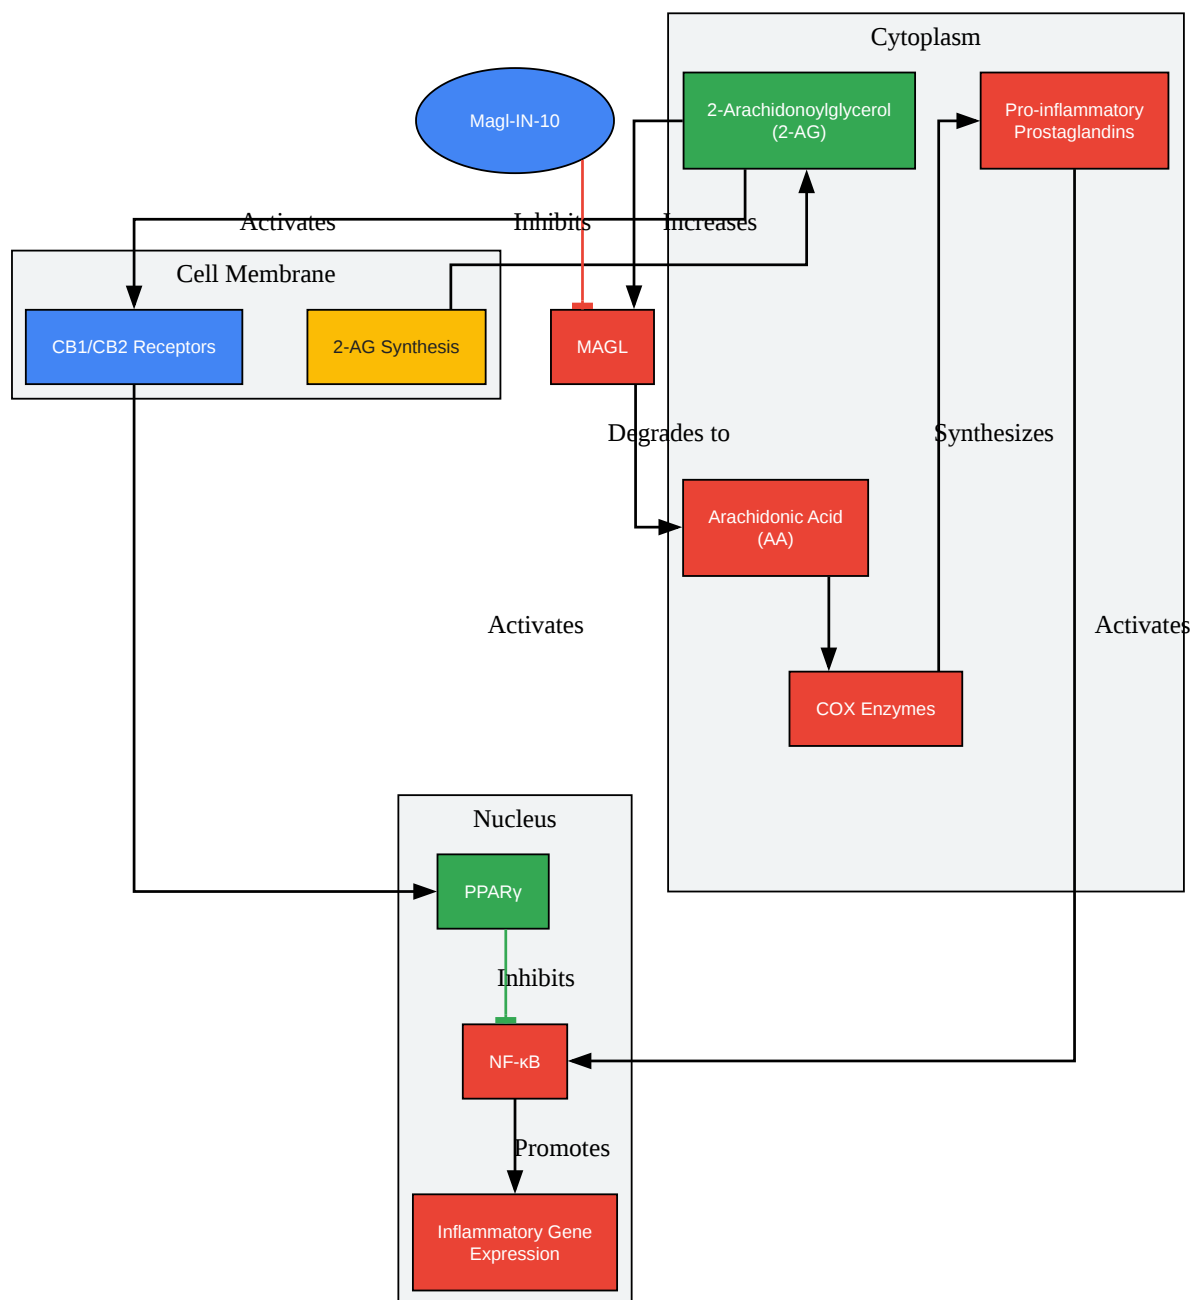 Cytoplasm
Magl-IN-10
2-Arachidonoylglycerol
(2-AG)
Pro-inflammatory
Prostaglandins
Activates
Inhibits
Increases
Cell Membrane
CB1/CB2 Receptors
2-AG Synthesis
MAGL
Degrades to
Synthesizes
Arachidonic Acid
(AA)
Activates
Activates
COX Enzymes
Nucleus
PPARγ
Inhibits
NF-κB
Promotes
Inflammatory Gene
Expression